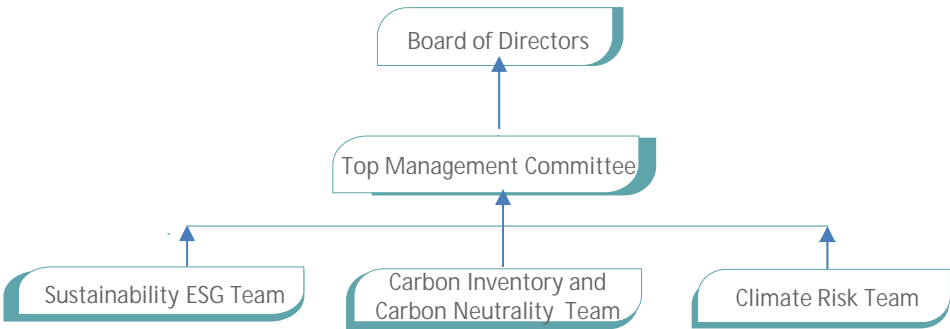 Board of Directors
Top Management Committee
Sustainability ESG Team
Carbon Inventory and
Carbon Neutrality Team
Climate Risk Team